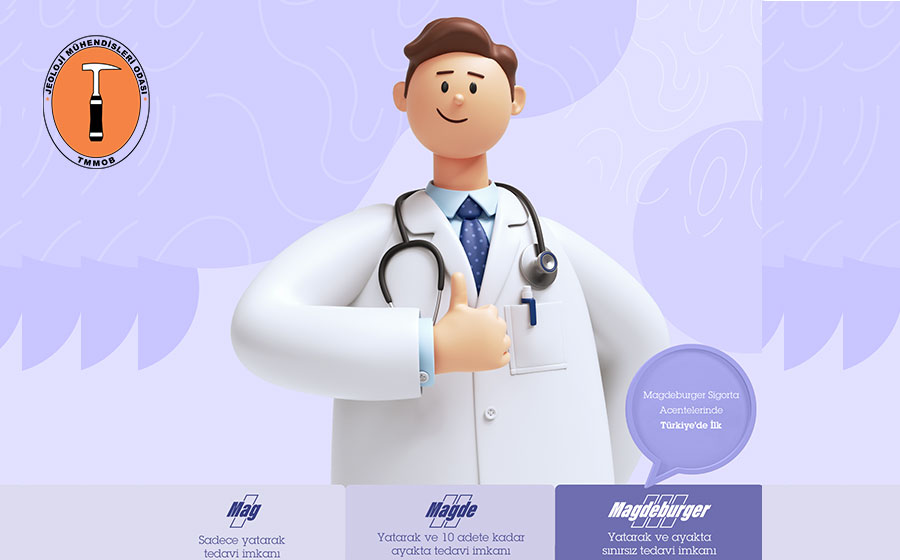 JEOLOJİ MÜHENDİSLERİ ODASI
TMMOB
Magdeburger Sigorta
Acentelerinde
Türkiye'de İlk
Mag
Sadece yatarak
tedavi imkanı
Magde
Yatarak ve 10 adete kadar
ayakta tedavi imkanı
Magdeburger
Yatarak ve ayakta
sınırsız tedavi imkanı